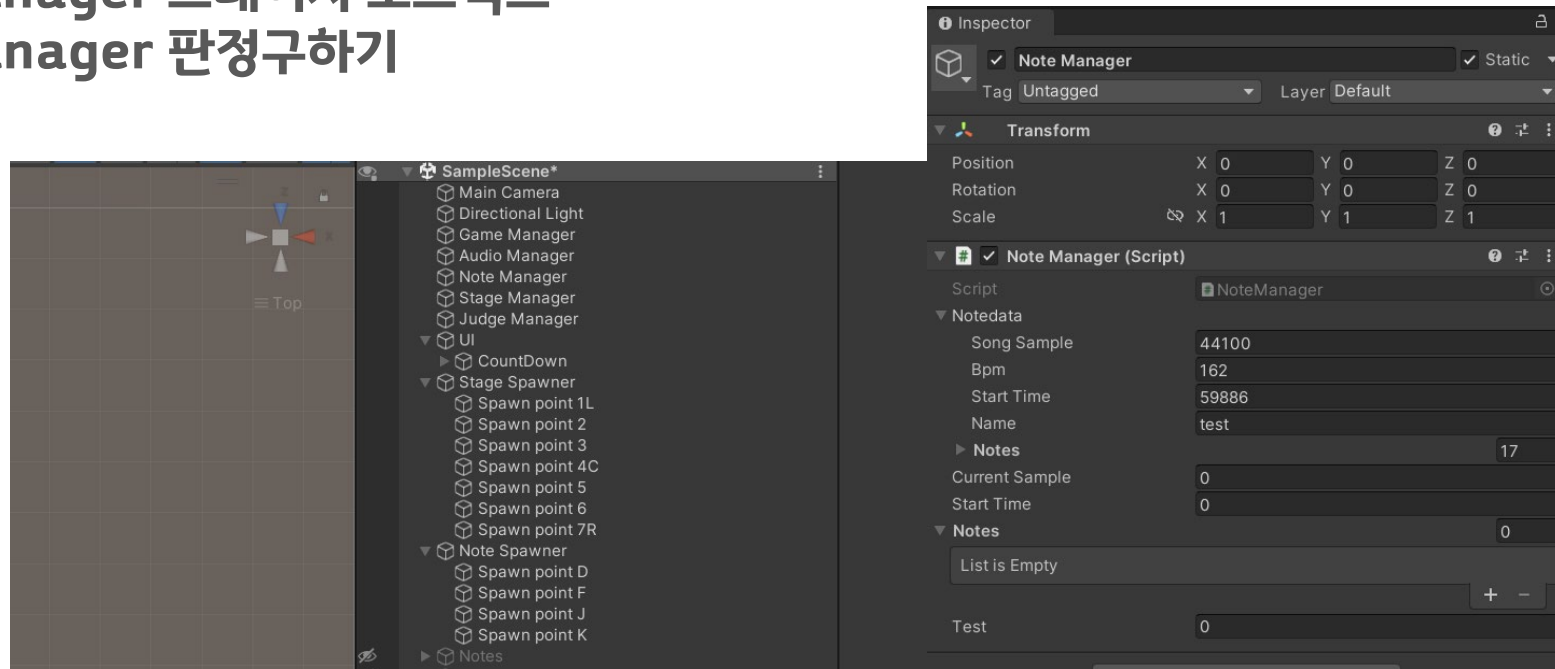 판정구하기
Top
SampleScene*
Main Camera
Directional Light
Game Manager
Audio Manager
Note Manager
Stage Manager
Judge Manager
UI
CountDown
Stage Spawner
Spawn point 1L
Spawn point 2
Spawn point 3
Spawn point 4C
Spawn point 5
Spawn point 6
Spawn point 7R
Note Spawner
Spawn point D
Spawn point F
Spawn point J
Spawn point K
Notes
Inspector
Note Manager Static
Tag Untagged Layer Default
Transform
Position X 0 Y 0 Z 0
Rotation X 0 Y 0 Z 0
Scale X 1 Y 1 Z 1
Note Manager (Script)
Script NoteManager
Notedata
Song Sample 44100
Bpm 162
Start Time 59886
Name test
Notes 17
Current Sample 0
Start Time 0
Notes 0
List is Empty
Test 0